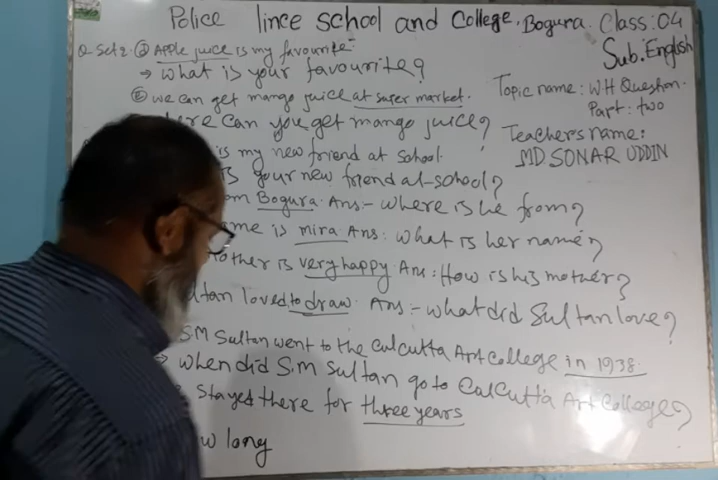 Police lince school and College, Bogura. Class: 04
Sub. English
Q. Set 2. (a) Apple juice is my favourite.
→ What is your favourite?
Topic name: WH Question.
Part: two
(b) we can get mango juice at super market.
here can you get mango juice?
Teacher's name:
MD SONAR UDDIN
is my new friend at school.
is your new friend at school?
om Bogura. Ans:- where is he from?
me is mira. Ans: what is her name?
other is very happy. Ans: How is his mother?
ltan loved to draw. Ans:- what did Sultan love?
SM Sultan went to the Calcutta Art College in 1938.
→ when did S.M Sultan go to Calcutta Art College?
stayed there for three years
w long